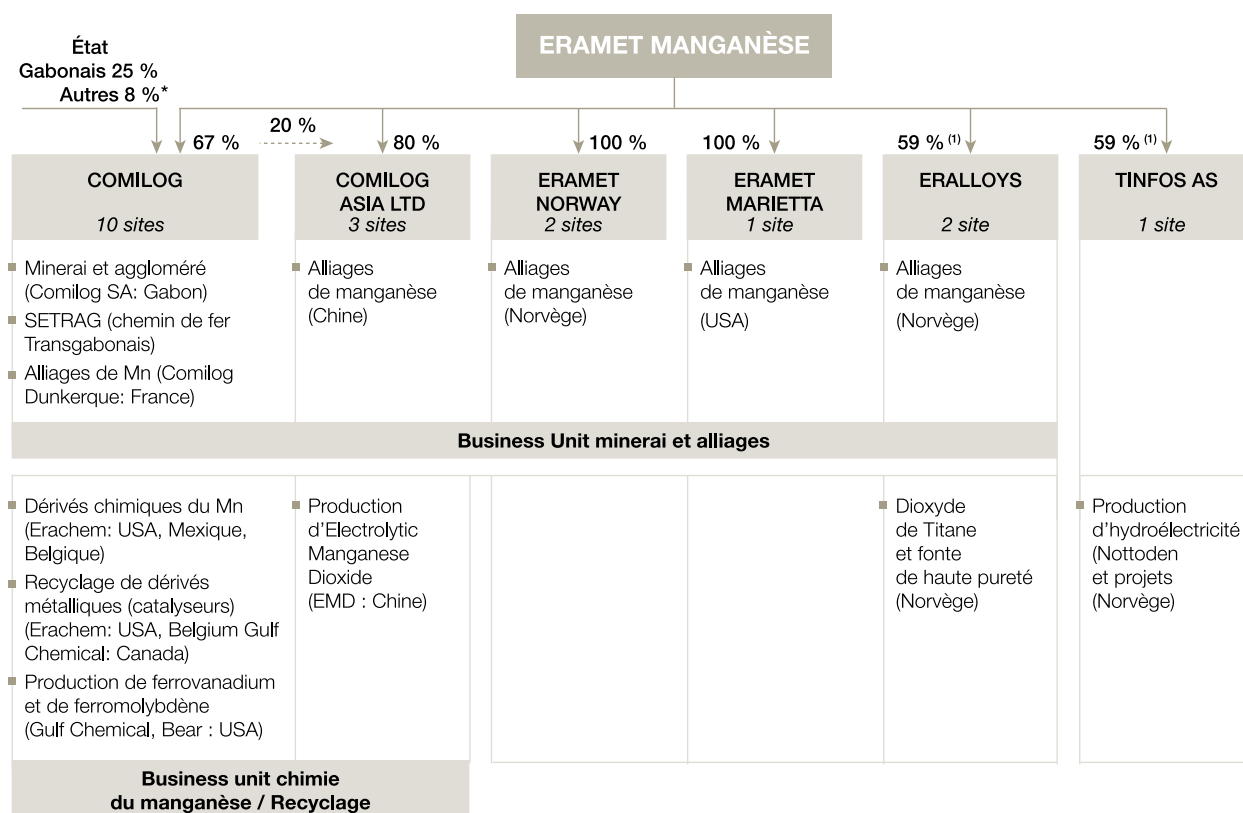 ERAMET MANGANÈSE
État
Gabonais 25 %
Autres 8 %*
67 %
20 %
80 %
100 %
100 %
59 % (1)
59 % (1)
COMILOG
10 sites
COMILOG
ASIA LTD
3 sites
ERAMET
NORWAY
2 sites
ERAMET
MARIETTA
1 site
ERALLOYS
2 site
TINFOS AS
1 site
Minerai et aggloméré
(Comilog SA: Gabon)
SETRAG (chemin de fer
Transgabonais)
Alliages de Mn (Comilog
Dunkerque: France)
Alliages
de manganèse
(Chine)
Alliages
de manganèse
(Norvège)
Alliages
de manganèse
(USA)
Alliages
de manganèse
(Norvège)
Business Unit minerai et alliages
Dérivés chimiques du Mn
(Erachem: USA, Mexique,
Belgique)
Recyclage de dérivés
métalliques (catalyseurs)
(Erachem: USA, Belgium Gulf
Chemical: Canada)
Production de ferrovanadium
et de ferromolybdène
(Gulf Chemical, Bear : USA)
Production
d'Electrolytic
Manganese
Dioxide
(EMD : Chine)
Dioxyde
de Titane
et fonte
de haute pureté
(Norvège)
Production
d'hydroélectricité
(Nottoden
et projets
(Norvège)
Business unit chimie
du manganèse / Recyclage